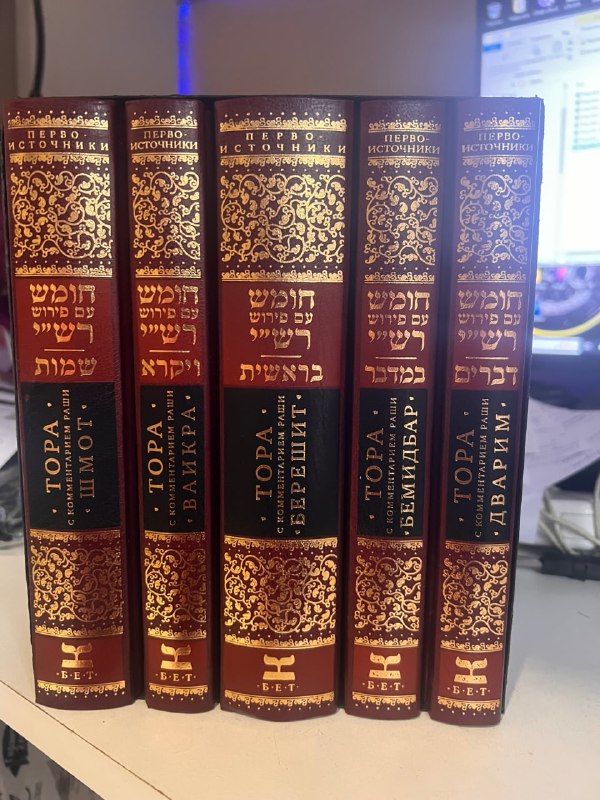 ПЕРВО-
ИСТОЧНИКИ
חומש
עם פירוש
רש״י
שמות
ТОРА
С КОММЕНТАРИЕМ РАШИ
ШМОТ
БЕТ
ПЕРВО-
ИСТОЧНИКИ
חומש
עם פירוש
רש״י
ויקרא
ТОРА
С КОММЕНТАРИЕМ РАШИ
ВАИКРА
БЕТ
ПЕРВО-
ИСТОЧНИКИ
חומש
עם פירוש
רש״י
בראשית
ТОРА
С КОММЕНТАРИЕМ РАШИ
БЕРЕШИТ
БЕТ
ПЕРВО-
ИСТОЧНИКИ
חומש
עם פירוש
רש״י
במדבר
ТОРА
С КОММЕНТАРИЕМ РАШИ
БЕМИДБАР
БЕТ
ПЕРВО-
ИСТОЧНИКИ
חומש
עם פירוש
רש״י
דברים
ТОРА
С КОММЕНТАРИЕМ РАШИ
ДВАРИМ
БЕТ